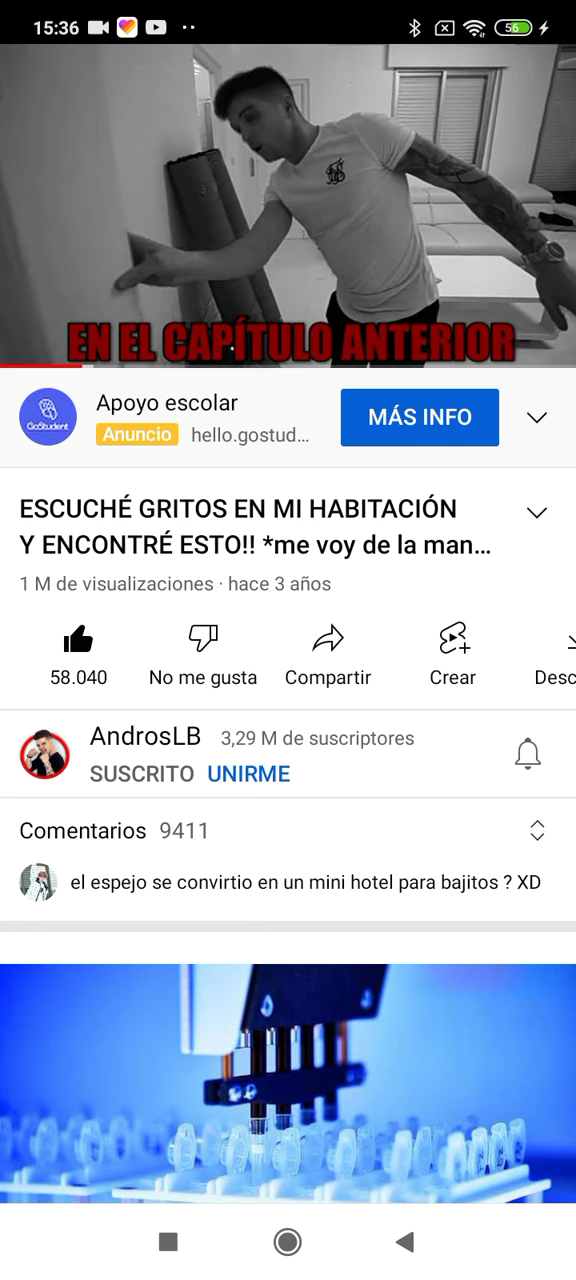 15:36
56
EN EL CAPÍTULO ANTERIOR
GoStudent
Apoyo escolar
Anuncio hello.gostud...
MÁS INFO
ESCUCHÉ GRITOS EN MI HABITACIÓN
Y ENCONTRÉ ESTO!! *me voy de la man...
1 M de visualizaciones · hace 3 años
58.040 No me gusta Compartir Crear Desc
AndrosLB 3,29 M de suscriptores
SUSCRITO UNIRME
Comentarios 9411
el espejo se convirtio en un mini hotel para bajitos ? XD